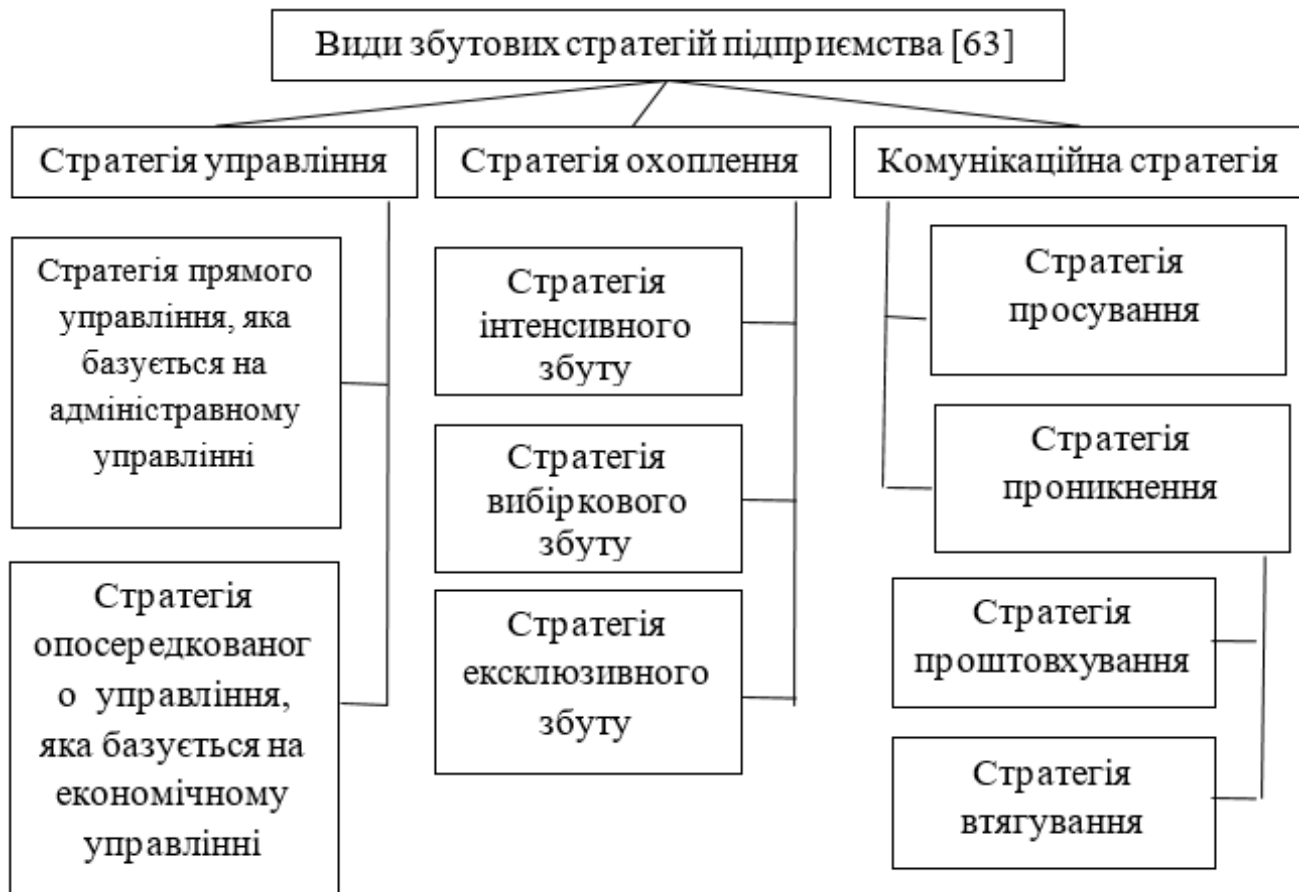 Види збутових стратегій підприємства [63]
Стратегія управління
Стратегія охоплення
Комунікаційна стратегія
Стратегія прямого
управління, яка
базується на
адміністравному
управлінні
Стратегія
опосередкованог
о управління,
яка базується на
економічному
управлінні
Стратегія
інтенсивного
збуту
Стратегія
вибіркового
збуту
Стратегія
ексклюзивного
збуту
Стратегія
просування
Стратегія
проникнення
Стратегія
проштовхування
Стратегія
втягування